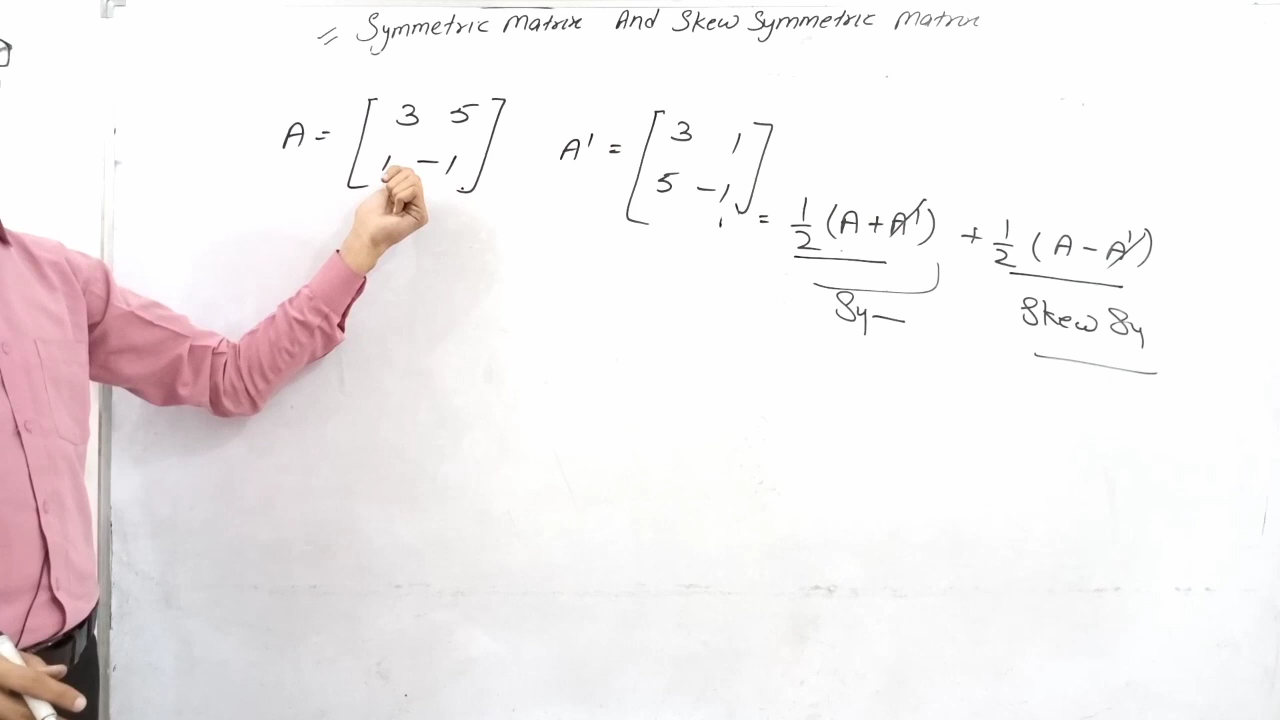 = Symmetric Matrix And Skew Symmetric Matrix
A = [ 3 5
1 -1 ]
A' = [ 3 1
5 -1 ]
= 1/2 (A + A') + 1/2 (A - A')
Sy-
Skew Sy